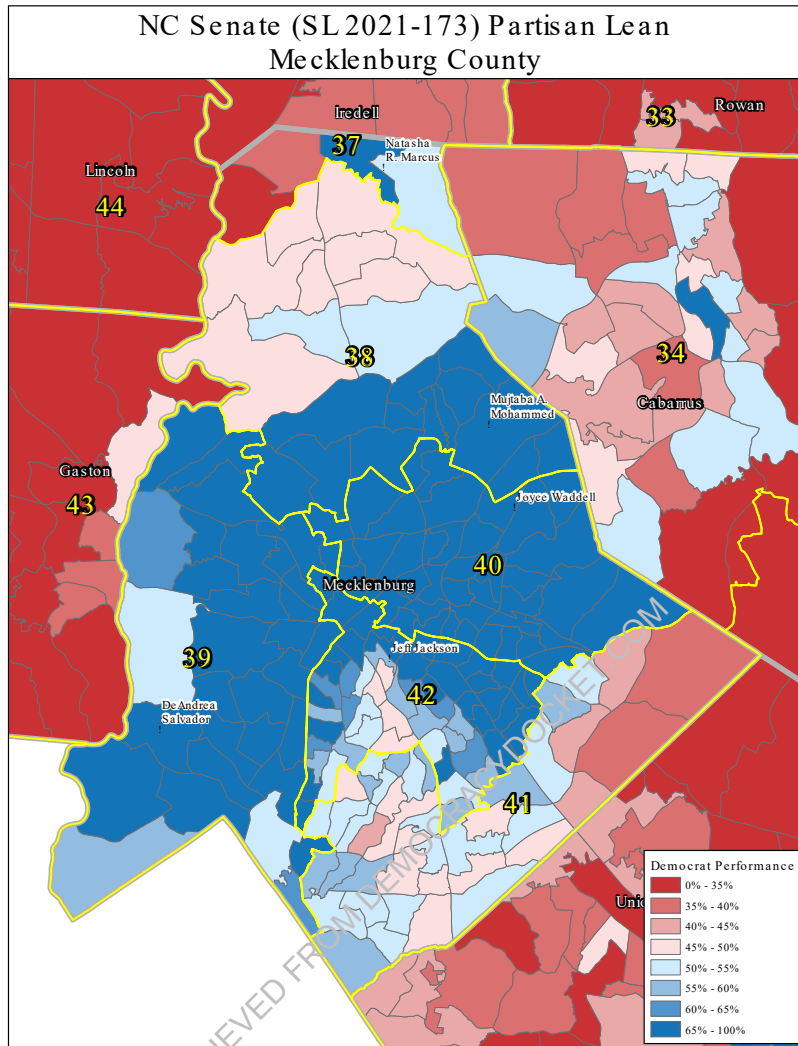 NC Senate (SL 2021-173) Partisan Lean
Mecklenburg County
Iredell
Rowan
33
37
Natasha
R. Marcus
Lincoln
44
38
34
Cabarrus
Mujtaba A.
Mohammed
Gaston
43
Joyce Waddell
40
Mecklenburg
Jeff Jackson
39
42
DeAndrea
Salvador
41
IEVED FROM DEMOCRACYDOCKET.COM
Democrat Performance
0% - 35%
35% - 40%
40% - 45%
45% - 50%
50% - 55%
55% - 60%
60% - 65%
65% - 100%